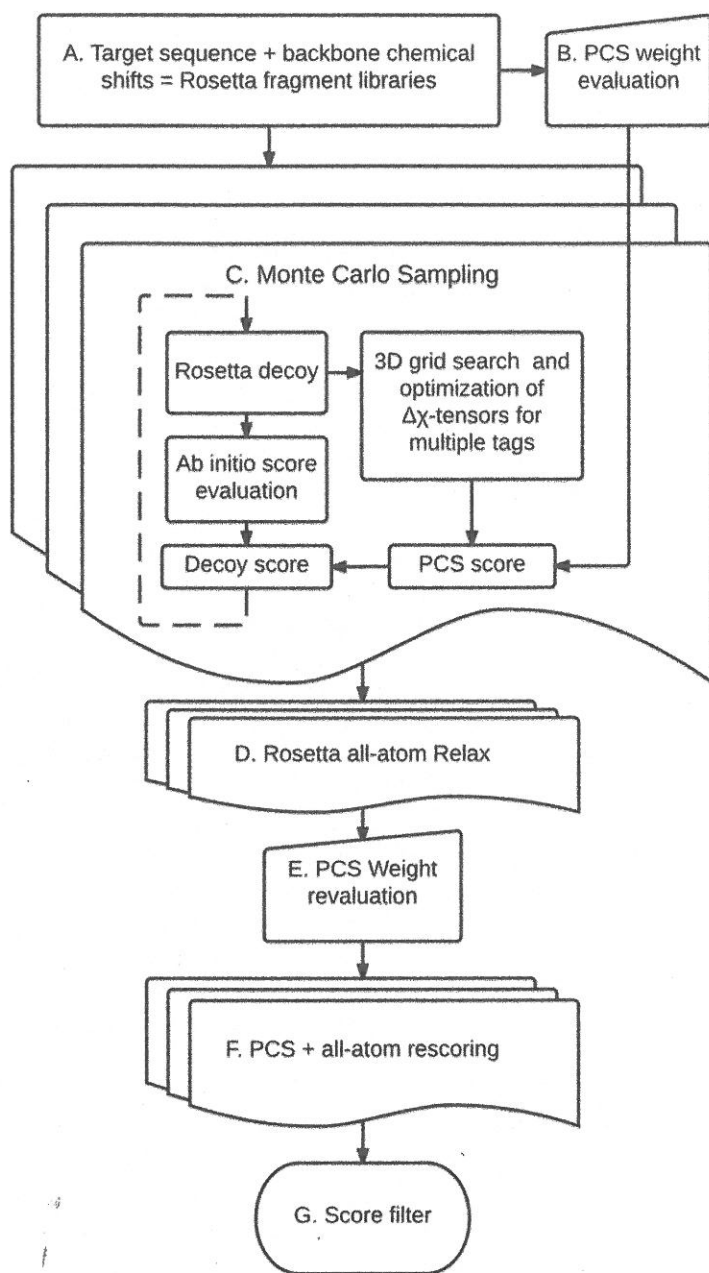 A. Target sequence + backbone chemical
shifts = Rosetta fragment libraries
B. PCS weight
evaluation
C. Monte Carlo Sampling
Rosetta decoy
3D grid search and
optimization of
Δχ-tensors for
multiple tags
Ab initio score
evaluation
Decoy score
PCS score
D. Rosetta all-atom Relax
E. PCS Weight
revaluation
F. PCS + all-atom rescoring
G. Score filter